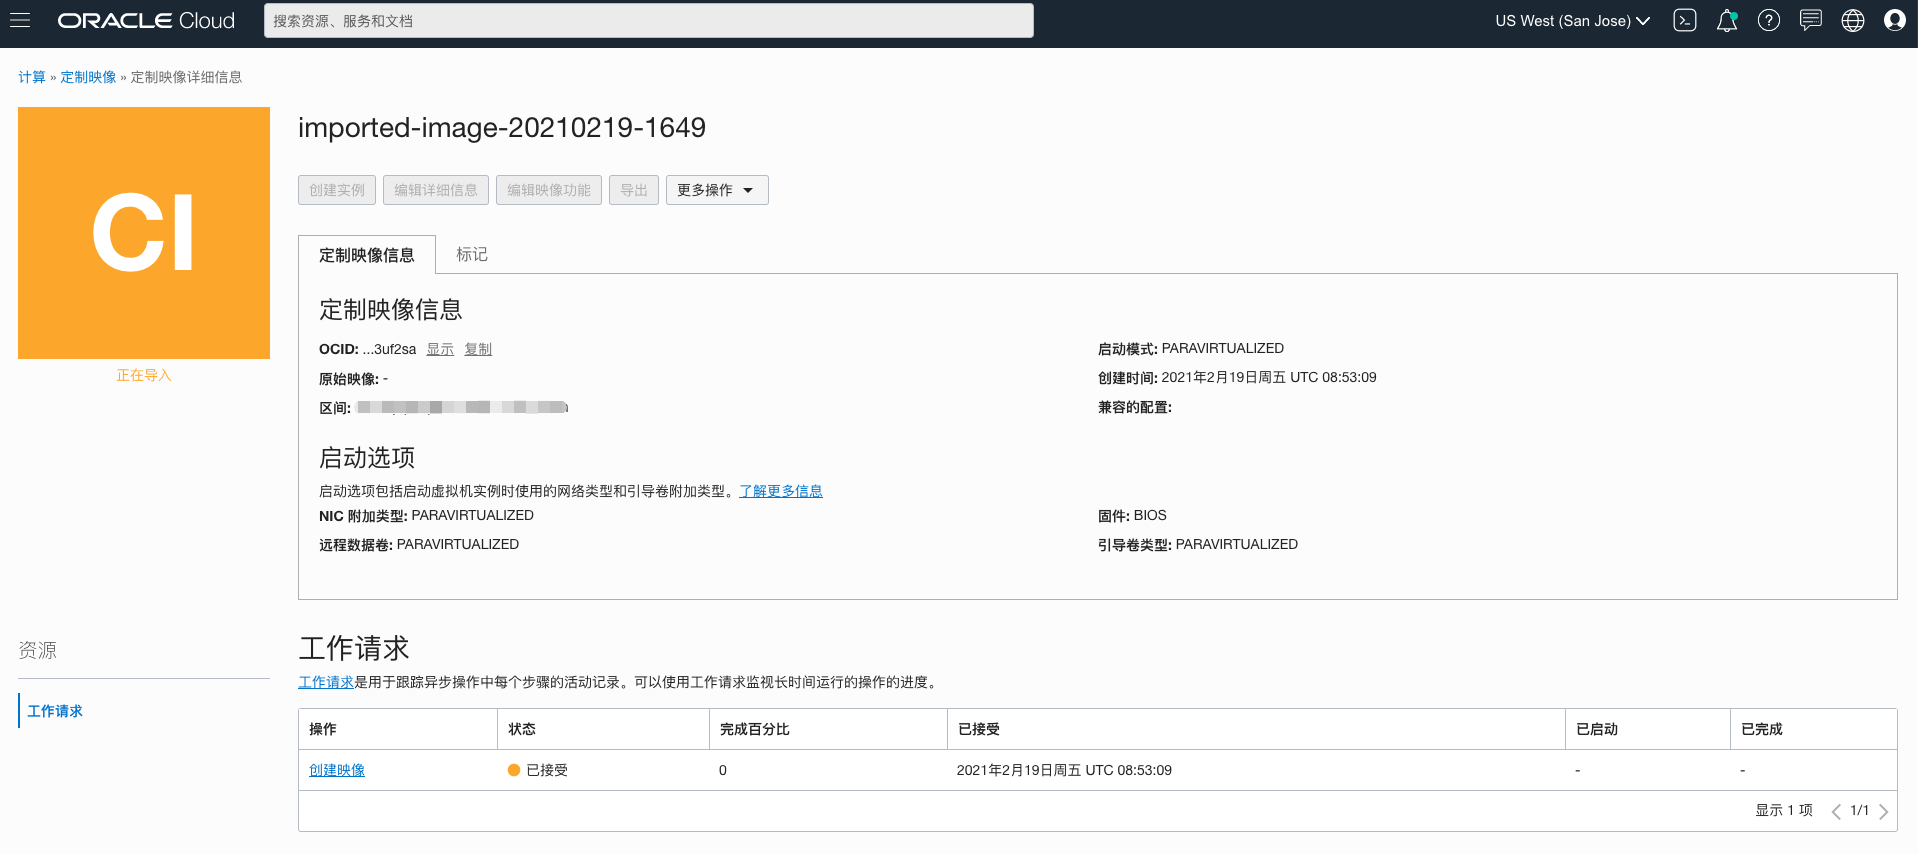 ORACLE Cloud
搜索资源、服务和文档
US West (San Jose)
计算 » 定制映像 » 定制映像详细信息
CI
正在导入
imported-image-20210219-1649
创建实例 编辑详细信息 编辑映像功能 导出 更多操作
定制映像信息 标记
定制映像信息
OCID: ...3uf2sa 显示 复制
启动模式: PARAVIRTUALIZED
原始映像: -
创建时间: 2021年2月19日周五 UTC 08:53:09
区间:
兼容的配置:
启动选项
启动选项包括启动虚拟机实例时使用的网络类型和引导卷附加类型。了解更多信息
NIC 附加类型: PARAVIRTUALIZED
固件: BIOS
远程数据卷: PARAVIRTUALIZED
引导卷类型: PARAVIRTUALIZED
资源
工作请求
工作请求
工作请求是用于跟踪异步操作中每个步骤的活动记录。可以使用工作请求监视长时间运行的操作的进度。
操作 状态 完成百分比 已接受 已启动 已完成
创建映像 已接受 0 2021年2月19日周五 UTC 08:53:09 - -
显示 1 项 1/1